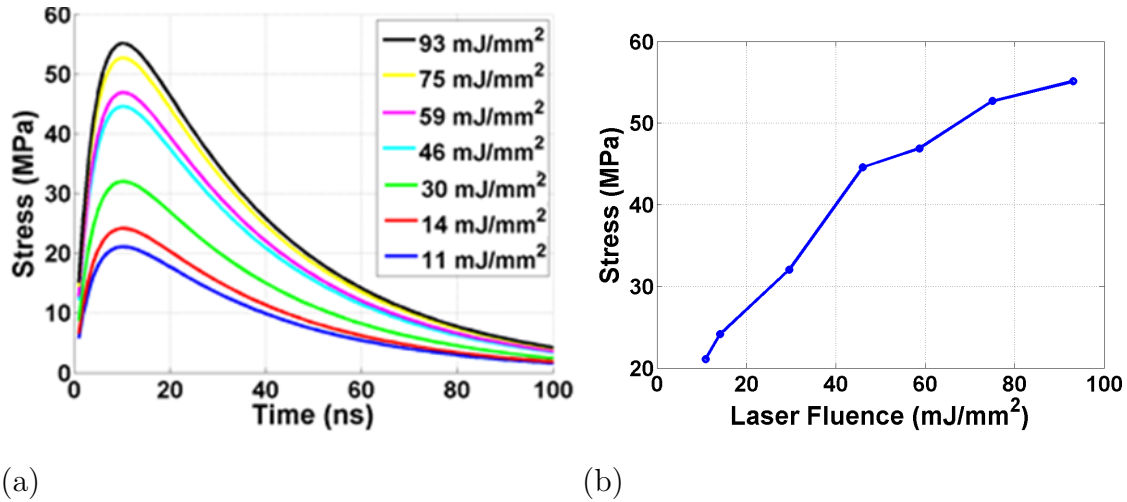 60
50
40
30
20
10
0
0 20 40 60 80 100
Stress (MPa)
Time (ns)
93 mJ/mm²
75 mJ/mm²
59 mJ/mm²
46 mJ/mm²
30 mJ/mm²
14 mJ/mm²
11 mJ/mm²
(a)
60
50
40
30
20
0 20 40 60 80 100
Stress (MPa)
Laser Fluence (mJ/mm²)
(b)